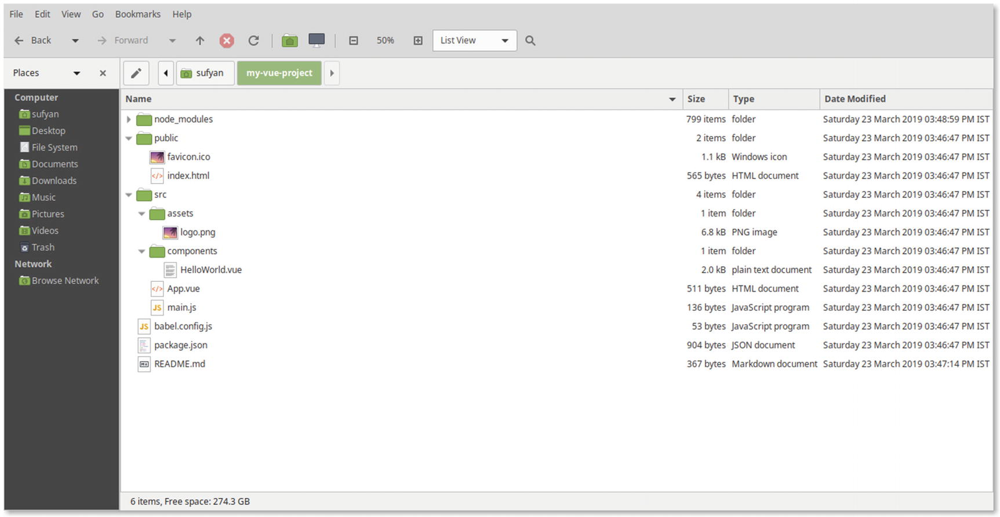 File Edit View Go Bookmarks Help
Back Forward 50% List View
Places sufyan my-vue-project
Computer
sufyan
Desktop
File System
Documents
Downloads
Music
Pictures
Videos
Trash
Network
Browse Network
Name Size Type Date Modified
node_modules 799 items folder Saturday 23 March 2019 03:48:59 PM IST
public 2 items folder Saturday 23 March 2019 03:46:47 PM IST
favicon.ico 1.1 kB Windows icon Saturday 23 March 2019 03:46:47 PM IST
</> index.html 565 bytes HTML document Saturday 23 March 2019 03:46:47 PM IST
src 4 items folder Saturday 23 March 2019 03:46:47 PM IST
assets 1 item folder Saturday 23 March 2019 03:46:47 PM IST
logo.png 6.8 kB PNG image Saturday 23 March 2019 03:46:47 PM IST
components 1 item folder Saturday 23 March 2019 03:46:47 PM IST
HelloWorld.vue 2.0 kB plain text document Saturday 23 March 2019 03:46:47 PM IST
</> App.vue 511 bytes HTML document Saturday 23 March 2019 03:46:47 PM IST
JS main.js 136 bytes JavaScript program Saturday 23 March 2019 03:46:47 PM IST
JS babel.config.js 53 bytes JavaScript program Saturday 23 March 2019 03:46:47 PM IST
package.json 904 bytes JSON document Saturday 23 March 2019 03:46:47 PM IST
README.md 367 bytes Markdown document Saturday 23 March 2019 03:47:14 PM IST
6 items, Free space: 274.3 GB